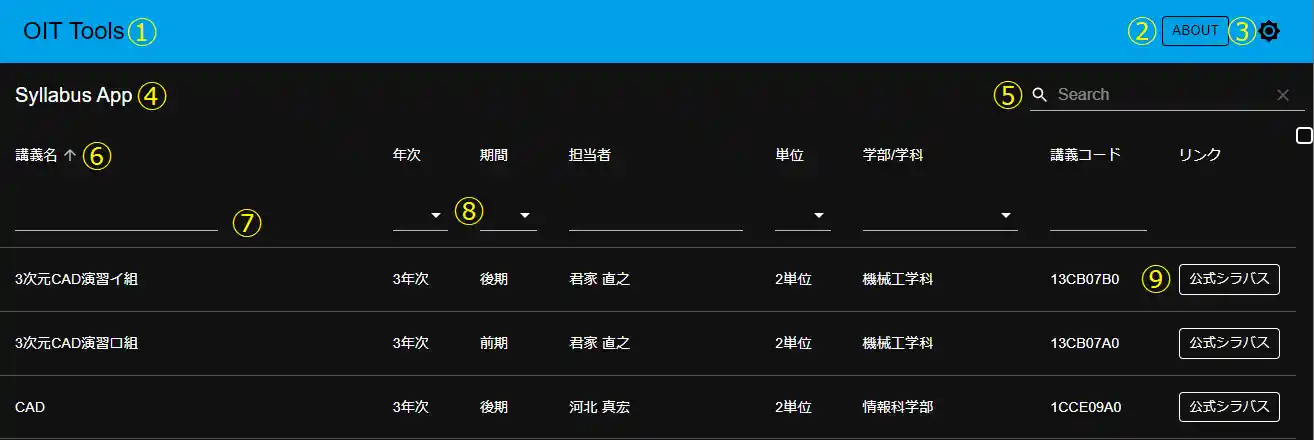 OIT Tools ① ② ABOUT ③
Syllabus App ④ ⑤ Search
講義名 ⑥ 年次 期間 担当者 単位 学部/学科 講義コード リンク
⑦ ⑧
3次元CAD演習イ組 3年次 後期 君家 直之 2単位 機械工学科 13CB07B0 ⑨ 公式シラバス
3次元CAD演習ロ組 3年次 前期 君家 直之 2単位 機械工学科 13CB07A0 公式シラバス
CAD 3年次 後期 河北 真宏 2単位 情報科学部 1CCE09A0 公式シラバス